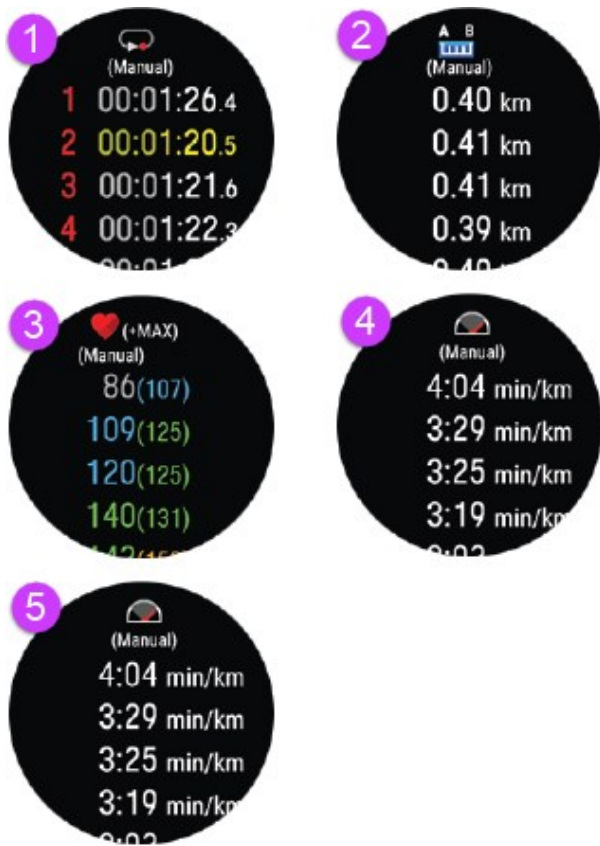 1
(Manual)
1 00:01:26.4
2 00:01:20.5
3 00:01:21.6
4 00:01:22.3
2
A B
(Manual)
0.40 km
0.41 km
0.41 km
0.39 km
3
(+MAX)
(Manual)
86(107)
109(125)
120(125)
140(131)
4
(Manual)
4:04 min/km
3:29 min/km
3:25 min/km
3:19 min/km
5
(Manual)
4:04 min/km
3:29 min/km
3:25 min/km
3:19 min/km